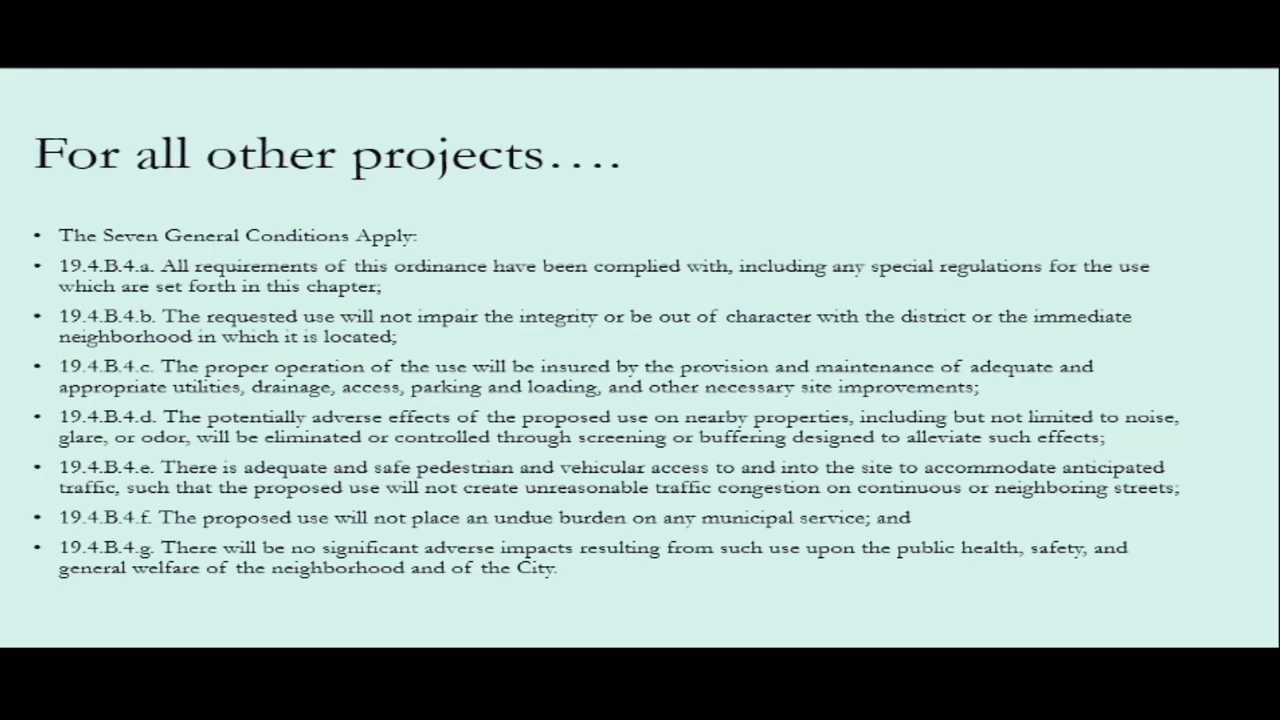 For all other projects....
• The Seven General Conditions Apply:
• 19.4.B.4.a. All requirements of this ordinance have been complied with, including any special regulations for the use
which are set forth in this chapter;
• 19.4.B.4.b. The requested use will not impair the integrity or be out of character with the district or the immediate
neighborhood in which it is located;
• 19.4.B.4.c. The proper operation of the use will be insured by the provision and maintenance of adequate and
appropriate utilities, drainage, access, parking and loading, and other necessary site improvements;
• 19.4.B.4.d. The potentially adverse effects of the proposed use on nearby properties, including but not limited to noise,
glare, or odor, will be eliminated or controlled through screening or buffering designed to alleviate such effects;
• 19.4.B.4.e. There is adequate and safe pedestrian and vehicular access to and into the site to accommodate anticipated
traffic, such that the proposed use will not create unreasonable traffic congestion on continuous or neighboring streets;
• 19.4.B.4.f. The proposed use will not place an undue burden on any municipal service; and
• 19.4.B.4.g. There will be no significant adverse impacts resulting from such use upon the public health, safety, and
general welfare of the neighborhood and of the City.